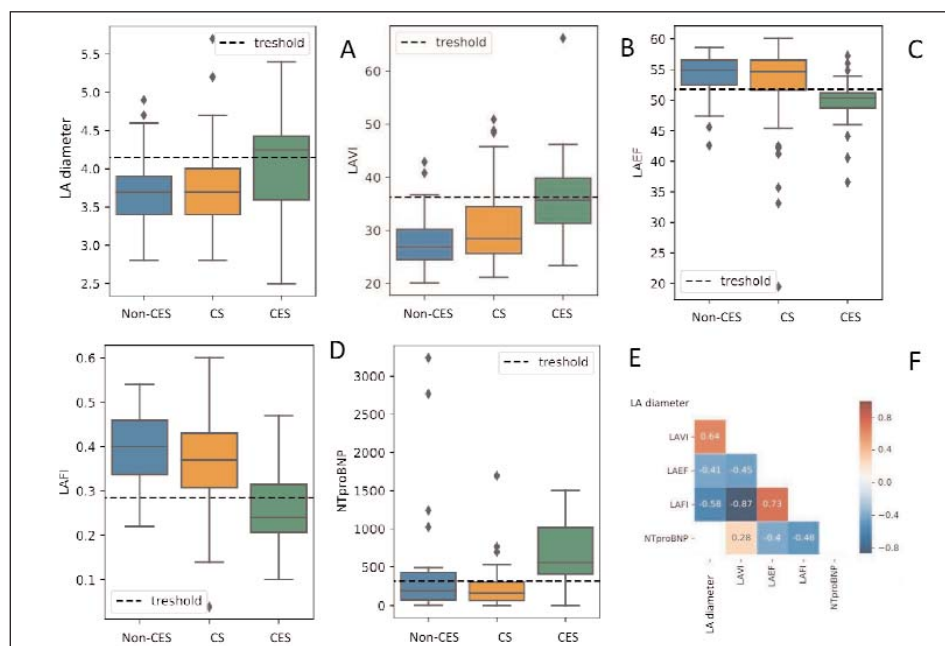 treshold
A
LA diameter
5.5
5.0
4.5
4.0
3.5
3.0
2.5
Non-CES CS CES
treshold
B
LAVI
60
50
40
30
20
Non-CES CS CES
C
LAEF
60
55
50
45
40
35
30
25
20
treshold
Non-CES CS CES
D
LAFI
0.6
0.5
0.4
0.3
0.2
0.1
treshold
Non-CES CS CES
treshold
E
NTproBNP
3000
2500
2000
1500
1000
500
0
Non-CES CS CES
F
LA diameter
LAVI 0.64
LAEF -0.41 -0.45
LAFI -0.58 -0.87 0.73
NTproBNP 0.28 -0.4 -0.46
LA diameter LAVI LAEF LAFI NTproBNP
0.8
0.4
0.0
-0.4
-0.8